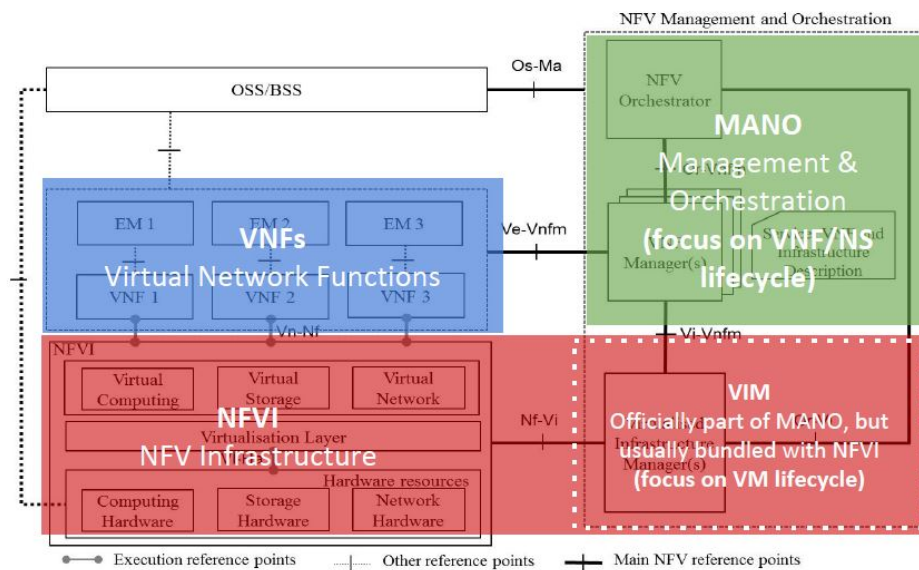 NFV Management and Orchestration
Os-Ma
OSS/BSS
NFV
Orchestrator
MANO
Management &
Orchestration
(focus on VNF/NS
lifecycle)
Manager(s)
Description
EM 1
EM 2
EM 3
VNFs
Virtual Network Functions
Ve-Vnfm
VNF 1
VNF 2
VNF 3
Vn-Nf
Vi-Vnfm
NFVI
Virtual
Computing
Virtual
Storage
Virtual
Network
NFVI
NFV Infrastructure
Virtualisation Layer
Hardware resources
Computing
Hardware
Storage
Hardware
Network
Hardware
Nf-Vi
VIM
Officially part of MANO, but
usually bundled with NFVI
(focus on VM lifecycle)
Infrastructure
Manager(s)
Execution reference points
Other reference points
Main NFV reference points